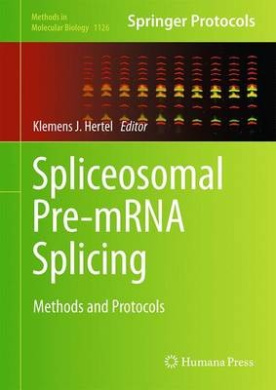 Methods in
Molecular Biology 1126
Springer Protocols
Klemens J. Hertel Editor
Spliceosomal
Pre-mRNA
Splicing
Methods and Protocols
Humana Press